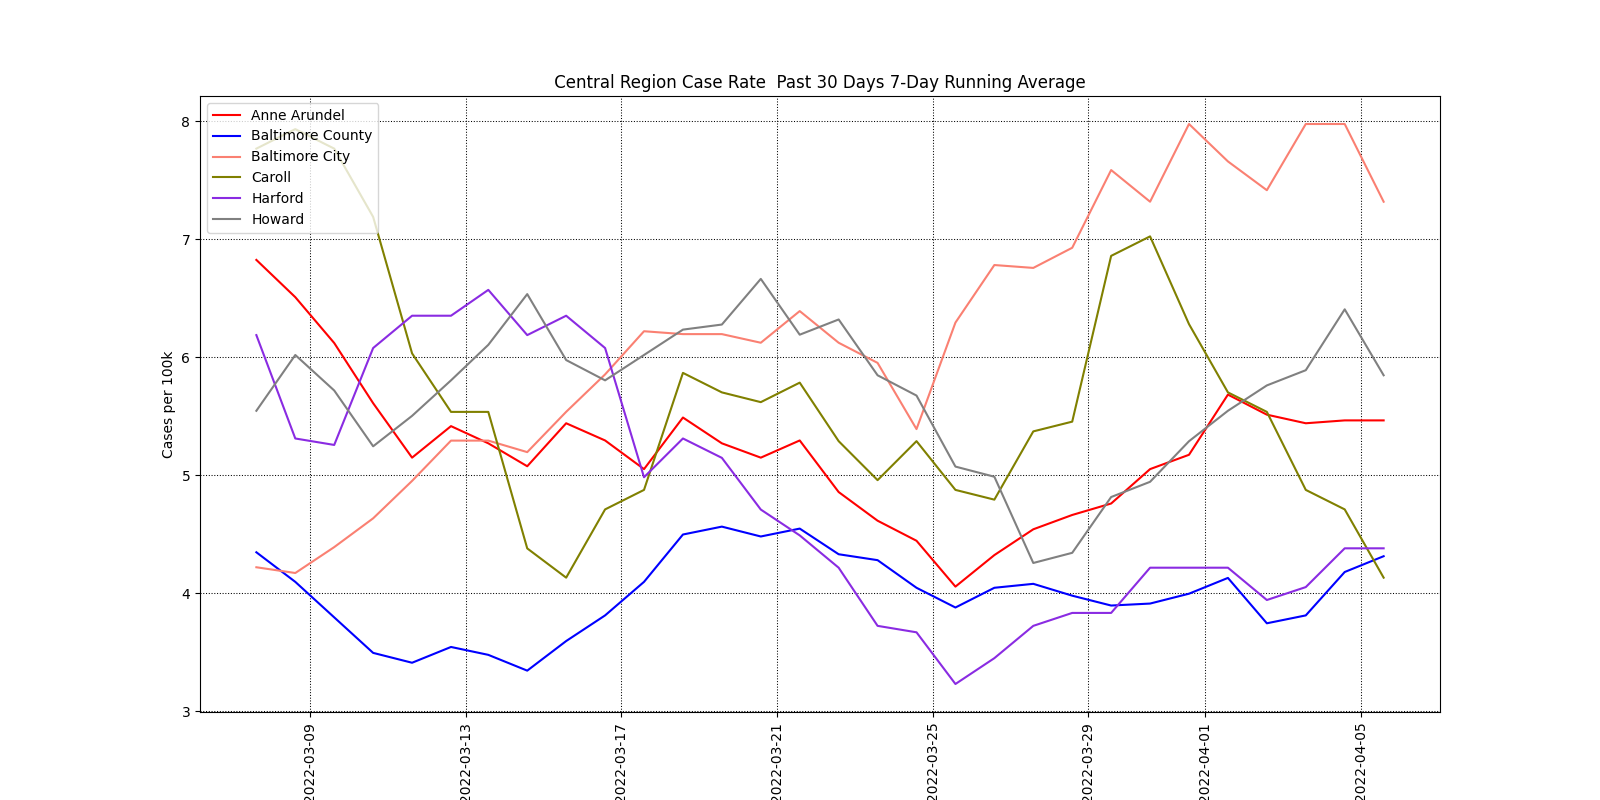 Central Region Case Rate  Past 30 Days 7-Day Running Average
Anne Arundel
Baltimore County
Baltimore City
Caroll
Harford
Howard
Cases per 100k
8
7
6
5
4
3
2022-03-09
2022-03-13
2022-03-17
2022-03-21
2022-03-25
2022-03-29
2022-04-01
2022-04-05